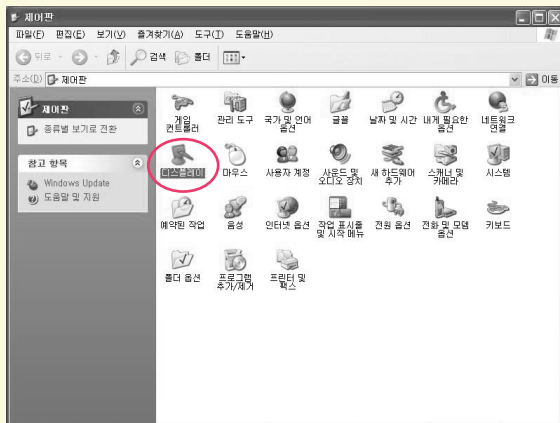 제어판
파일(F) 편집(E) 보기(V) 즐겨찾기(A) 도구(T) 도움말(H)
뒤로 검색 폴더
주소(D) 제어판 이동
제어판
종류별 보기로 전환
참고 항목
Windows Update
도움말 및 지원
게임 컨트롤러
관리 도구
국가 및 언어 옵션
글꼴
날짜 및 시간
내게 필요한 옵션
네트워크 연결
디스플레이
마우스
사용자 계정
사운드 및 오디오 장치
새 하드웨어 추가
스캐너 및 카메라
시스템
예약된 작업
음성
인터넷 옵션
작업 표시줄 및 시작 메뉴
전원 옵션
전화 및 모뎀 옵션
키보드
폴더 옵션
프로그램 추가/제거
프린터 및 팩스